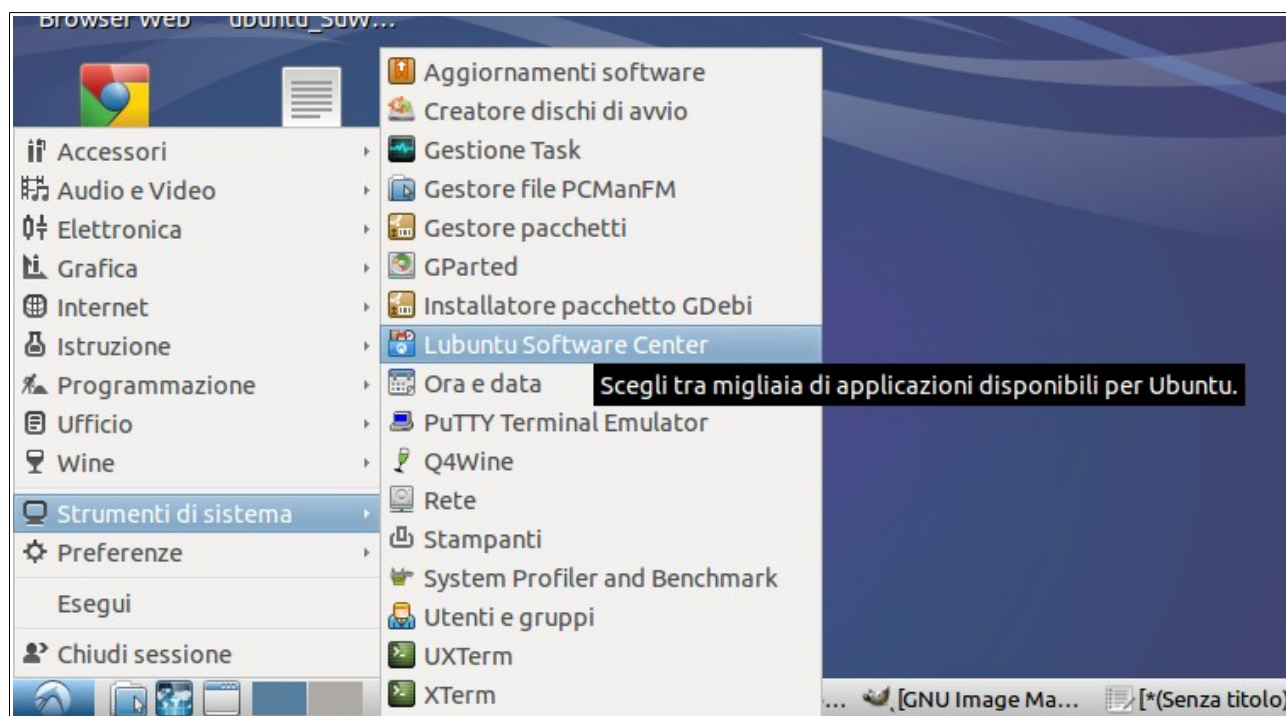 Browser Web ubuntu_SdW...
Accessori
Audio e Video
Elettronica
Grafica
Internet
Istruzione
Programmazione
Ufficio
Wine
Strumenti di sistema
Preferenze
Esegui
Chiudi sessione
Aggiornamenti software
Creatore dischi di avvio
Gestione Task
Gestore file PCManFM
Gestore pacchetti
GParted
Installatore pacchetto GDebi
Lubuntu Software Center
Ora e data
Scegli tra migliaia di applicazioni disponibili per Ubuntu.
PuTTY Terminal Emulator
Q4Wine
Rete
Stampanti
System Profiler and Benchmark
Utenti e gruppi
UXTerm
XTerm
... [GNU Image Ma... [*(Senza titolo)